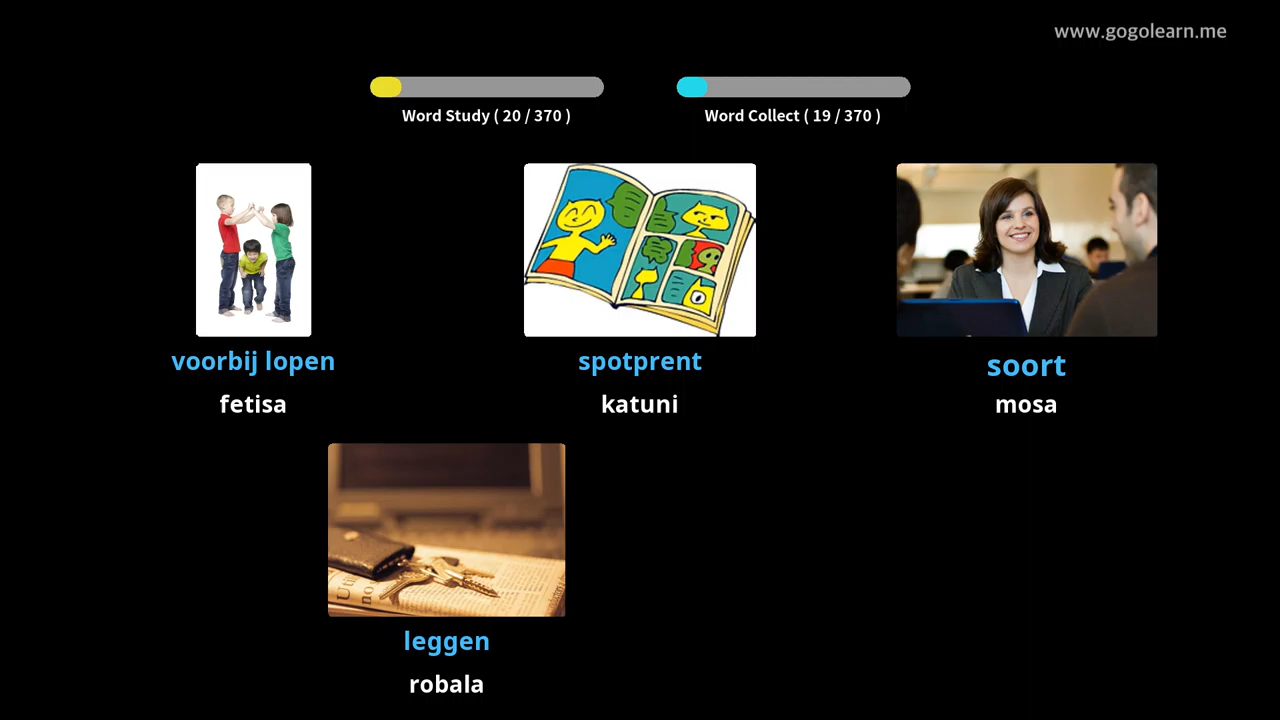 www.gogolearn.me
Word Study ( 20 / 370 )
Word Collect ( 19 / 370 )
voorbij lopen
fetisa
spotprent
katuni
soort
mosa
leggen
robala